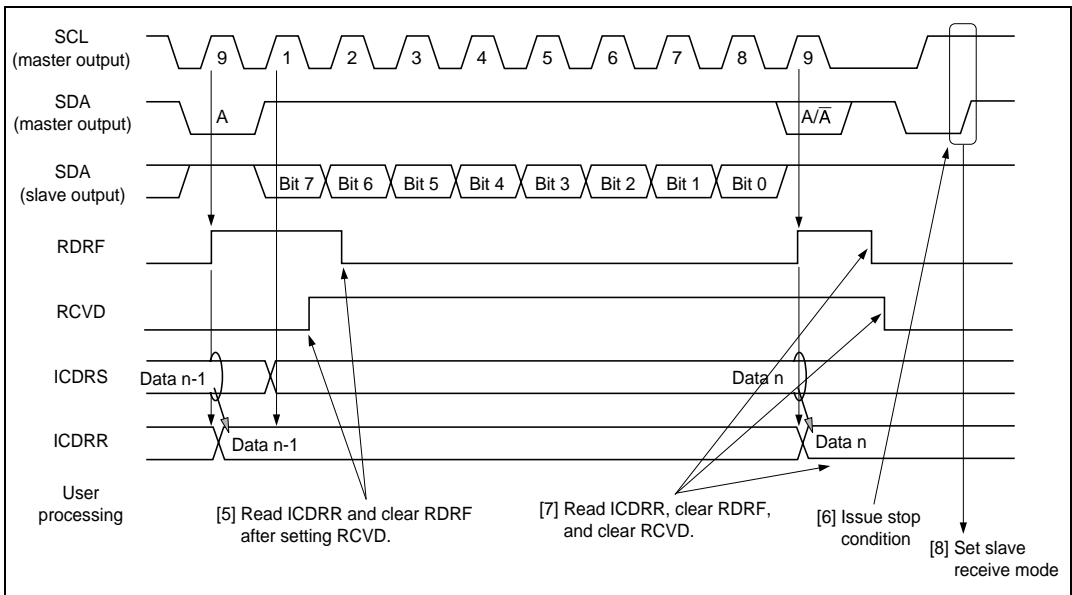 SCL
(master output)
9 1 2 3 4 5 6 7 8 9
SDA
(master output)
A A/A̅
SDA
(slave output)
Bit 7 Bit 6 Bit 5 Bit 4 Bit 3 Bit 2 Bit 1 Bit 0
RDRF
RCVD
ICDRS
Data n-1 Data n
ICDRR
Data n-1 Data n
User
processing
[5] Read ICDRR and clear RDRF
after setting RCVD.
[7] Read ICDRR, clear RDRF,
and clear RCVD.
[6] Issue stop
condition
[8] Set slave
receive mode